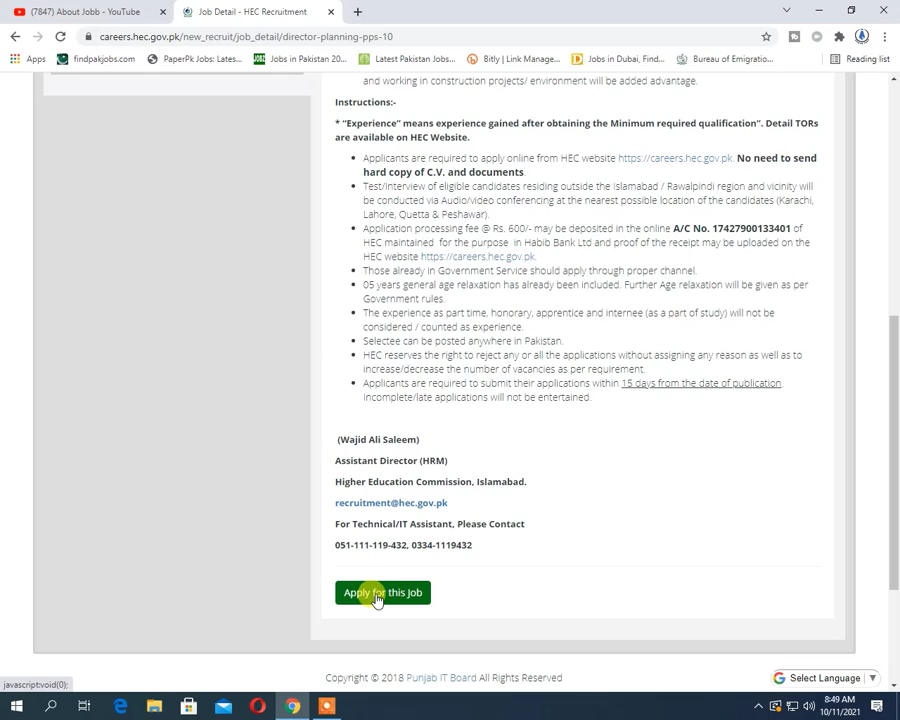 (7847) About Jobb - YouTube
Job Detail - HEC Recruitment
careers.hec.gov.pk/new_recruit/job_detail/director-planning-pps-10
Apps
findpakjobs.com
PaperPk Jobs: Lates...
Jobs in Pakistan 20...
Latest Pakistan Jobs...
Bitly | Link Manage...
Jobs in Dubai, Find...
Bureau of Emigratio...
Reading list
and working in construction projects/ environment will be added advantage.
Instructions:-
* “Experience” means experience gained after obtaining the Minimum required qualification”. Detail TORs
are available on HEC Website.
Applicants are required to apply online from HEC website https://careers.hec.gov.pk. No need to send
hard copy of C.V. and documents.
Test/Interview of eligible candidates residing outside the Islamabad / Rawalpindi region and vicinity will
be conducted via Audio/video conferencing at the nearest possible location of the candidates (Karachi,
Lahore, Quetta & Peshawar).
Application processing fee @ Rs. 600/- may be deposited in the online A/C No. 17427900133401 of
HEC maintained for the purpose in Habib Bank Ltd and proof of the receipt may be uploaded on the
HEC website https://careers.hec.gov.pk.
Those already in Government Service should apply through proper channel.
05 years general age relaxation has already been included. Further Age relaxation will be given as per
Government rules.
The experience as part time, honorary, apprentice and internee (as a part of study) will not be
considered / counted as experience.
Selectee can be posted anywhere in Pakistan.
HEC reserves the right to reject any or all the applications without assigning any reason as well as to
increase/decrease the number of vacancies as per requirement.
Applicants are required to submit their applications within 15 days from the date of publication.
Incomplete/late applications will not be entertained.
(Wajid Ali Saleem)
Assistant Director (HRM)
Higher Education Commission, Islamabad.
recruitment@hec.gov.pk
For Technical/IT Assistant, Please Contact
051-111-119-432, 0334-1119432
Apply for this Job
Copyright © 2018 Punjab IT Board All Rights Reserved
Select Language
javascript:void(0);
8:49 AM
10/11/2021